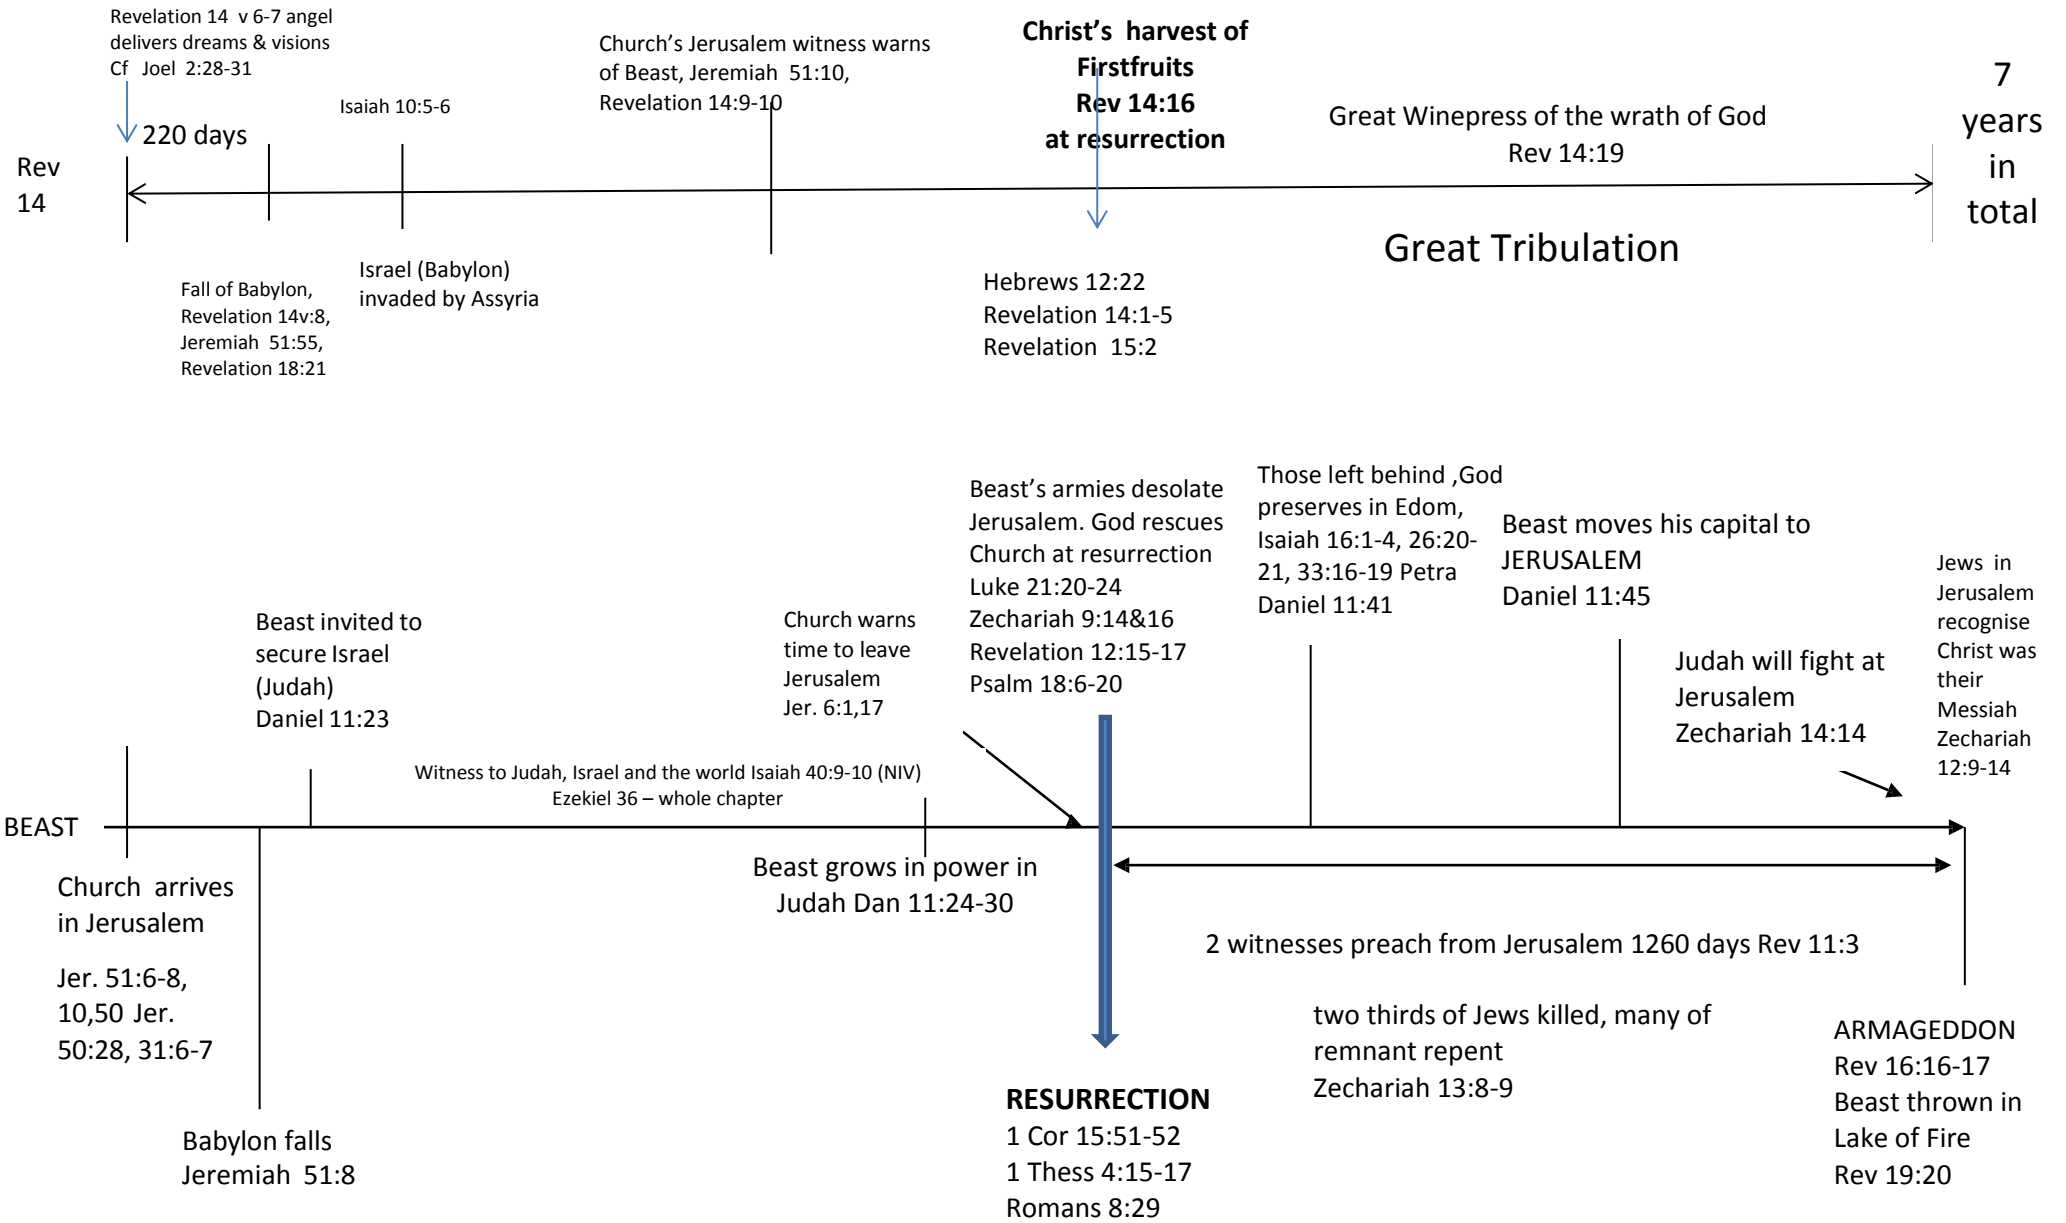 Revelation 14 v 6-7 angel
delivers dreams & visions
Cf Joel 2:28-31
220 days
Isaiah 10:5-6
Church's Jerusalem witness warns
of Beast, Jeremiah 51:10,
Revelation 14:9-10
Christ's harvest of
Firstfruits
Rev 14:16
at resurrection
Great Winepress of the wrath of God
Rev 14:19
7
years
in
total
Rev
14
Great Tribulation
Fall of Babylon,
Revelation 14v:8,
Jeremiah 51:55,
Revelation 18:21
Israel (Babylon)
invaded by Assyria
Hebrews 12:22
Revelation 14:1-5
Revelation 15:2
Beast invited to
secure Israel
(Judah)
Daniel 11:23
Witness to Judah, Israel and the world Isaiah 40:9-10 (NIV)
Ezekiel 36 – whole chapter
Church warns
time to leave
Jerusalem
Jer. 6:1,17
Beast's armies desolate
Jerusalem. God rescues
Church at resurrection
Luke 21:20-24
Zechariah 9:14&16
Revelation 12:15-17
Psalm 18:6-20
Those left behind ,God
preserves in Edom,
Isaiah 16:1-4, 26:20-
21, 33:16-19 Petra
Daniel 11:41
Beast moves his capital to
JERUSALEM
Daniel 11:45
Judah will fight at
Jerusalem
Zechariah 14:14
Jews in
Jerusalem
recognise
Christ was
their
Messiah
Zechariah
12:9-14
BEAST
Church arrives
in Jerusalem
Jer. 51:6-8,
10,50 Jer.
50:28, 31:6-7
Babylon falls
Jeremiah 51:8
Beast grows in power in
Judah Dan 11:24-30
2 witnesses preach from Jerusalem 1260 days Rev 11:3
two thirds of Jews killed, many of
remnant repent
Zechariah 13:8-9
RESURRECTION
1 Cor 15:51-52
1 Thess 4:15-17
Romans 8:29
ARMAGEDDON
Rev 16:16-17
Beast thrown in
Lake of Fire
Rev 19:20